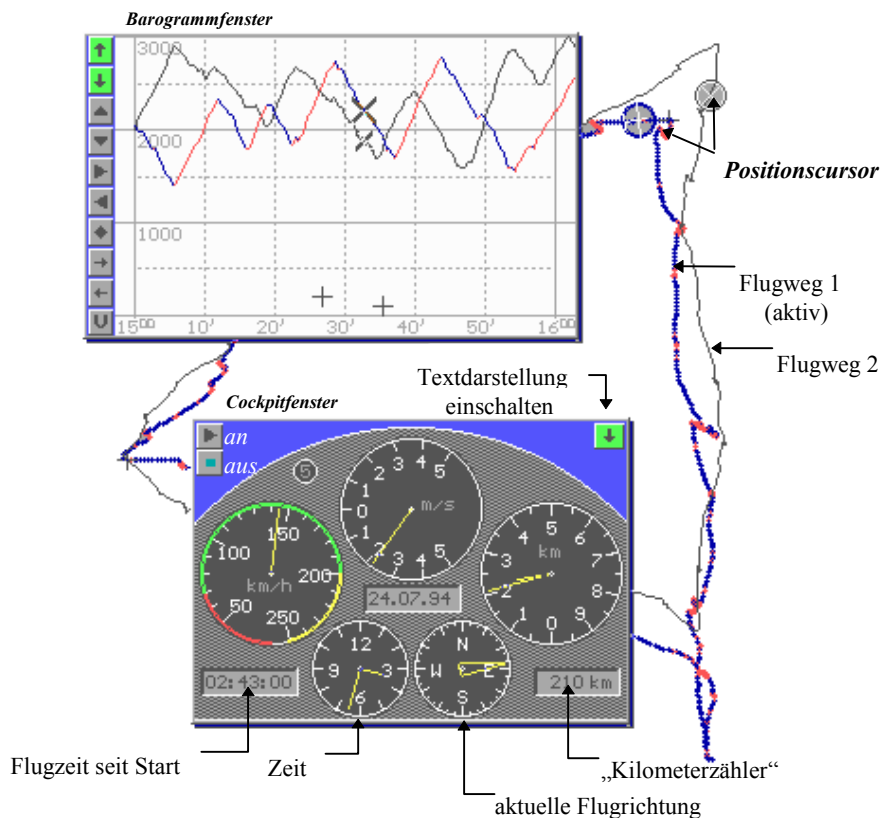 Barogrammfenster
3000
2000
1000
15⁰⁰ 10' 20' 30' 40' 50' 16⁰⁰
Positionscursor
Flugweg 1
(aktiv)
Flugweg 2
Textdarstellung
einschalten
Cockpitfenster
an
aus
5
5 4 3 2 1 0 1 2 3 4 5
m/s
50 100 150 200 250
km/h
0 1 2 3 4 5 6 7 8 9
km
24.07.94
12 3 6 9
N E S W
02:43:00
210 km
Flugzeit seit Start
Zeit
„Kilometerzähler“
aktuelle Flugrichtung